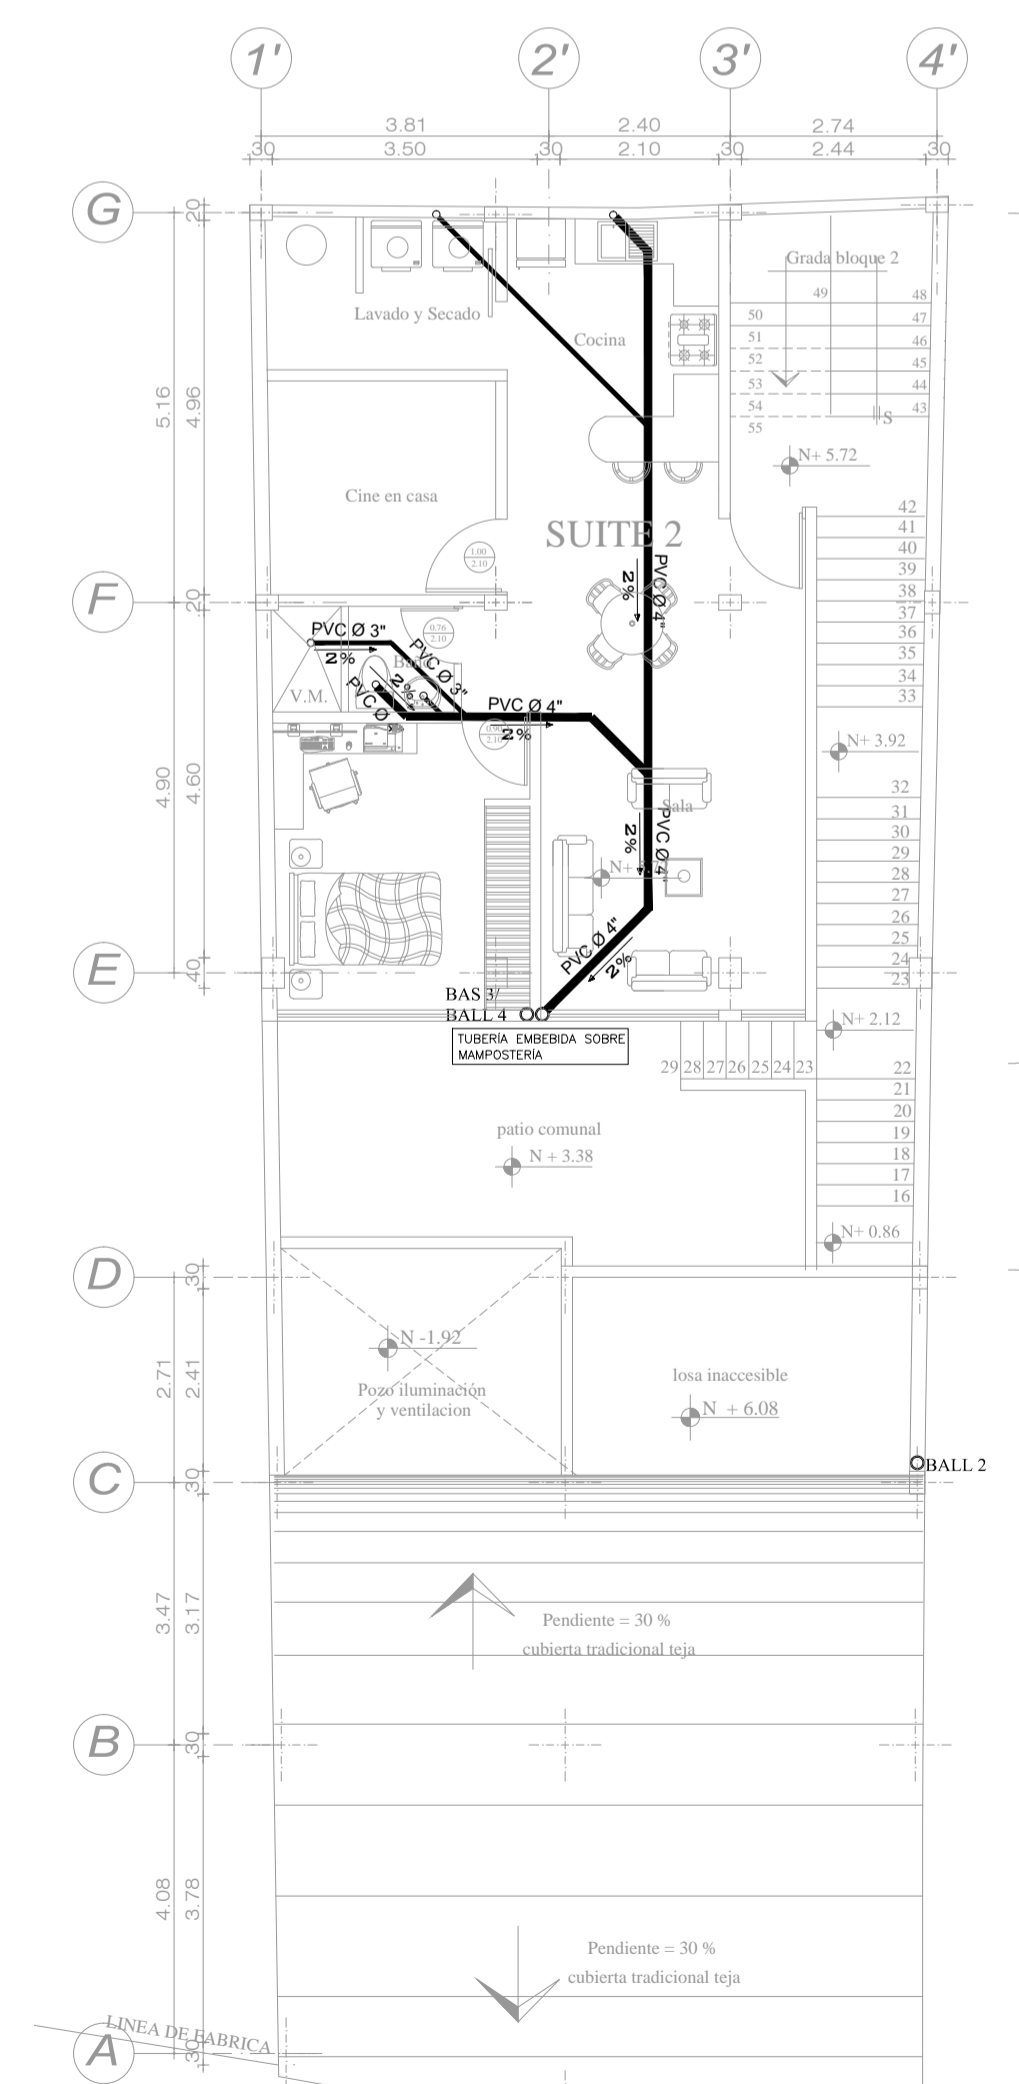 1' 2' 3' 4'
3.81 2.40 2.74
.30 3.50 .30 2.10 .30 2.44 .30
G
.20
Grada bloque 2
49 48
50 47
51 46
52 45
53 44
54 43
55
S
Lavado y Secado
Cocina
5.16 4.96
N+ 5.72
Cine en casa
SUITE 2
42
41
40
39
38
37
36
35
34
33
1.00
2.10
PVC Ø 4"
2%
F
.20
0.76
2.10
PVC Ø 3"
2%
Baño
PVC Ø 3"
2%
PVC Ø
V.M.
PVC Ø 4"
2%
2.10
N+ 3.92
4.90 4.60
32
31
30
29
28
27
26
25
24
23
Sala
PVC Ø 4"
2%
PVC Ø 4"
2%
E
.40
BAS 3/
BALL 4
TUBERÍA EMBEBIDA SOBRE
MAMPOSTERÍA
N+ 2.12
29 28 27 26 25 24 23
22
21
20
19
18
17
16
patio comunal
N + 3.38
N+ 0.86
D
.30
2.71 2.41
N -1.92
Pozo iluminación
y ventilacion
losa inaccesible
N + 6.08
C
.30
BALL 2
3.47 3.17
Pendiente = 30 %
cubierta tradicional teja
B
.30
4.08 3.78
Pendiente = 30 %
cubierta tradicional teja
LINEA DE FABRICA
A
.30